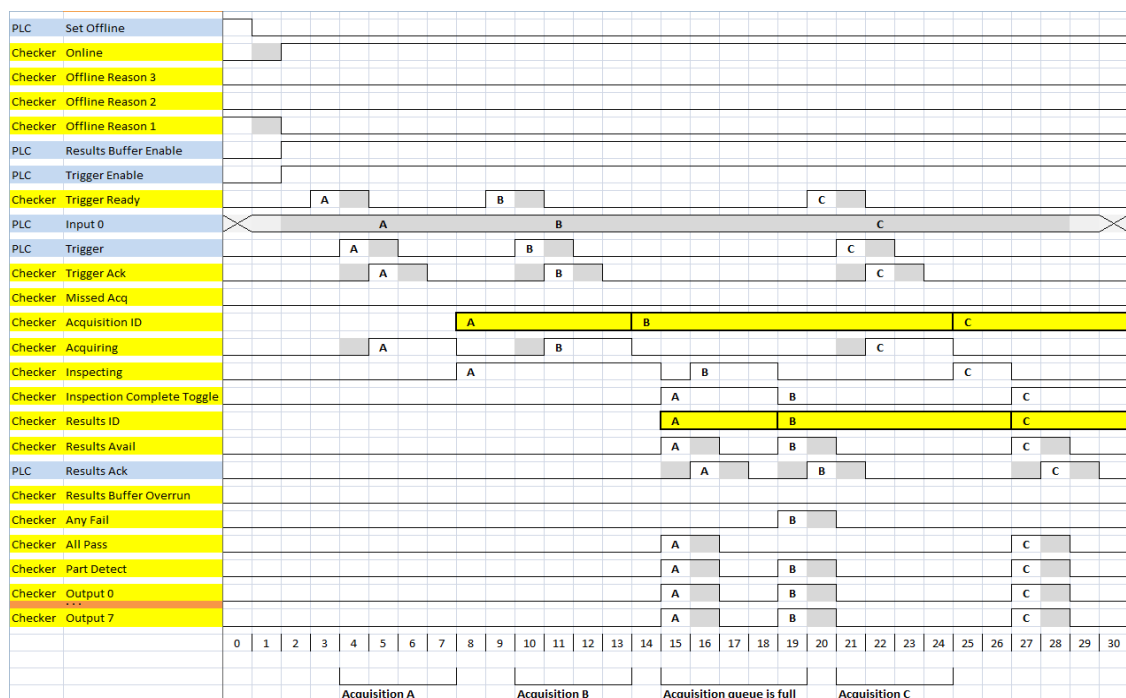 PLC Set Offline
Checker Online
Checker Offline Reason 3
Checker Offline Reason 2
Checker Offline Reason 1
PLC Results Buffer Enable
PLC Trigger Enable
Checker Trigger Ready A B C
PLC Input 0 A B C
PLC Trigger A B C
Checker Trigger Ack A B C
Checker Missed Acq
Checker Acquisition ID A B C
Checker Acquiring A B C
Checker Inspecting A B C
Checker Inspection Complete Toggle A B C
Checker Results ID A B C
Checker Results Avail A B C
PLC Results Ack A B C
Checker Results Buffer Overrun
Checker Any Fail B
Checker All Pass A C
Checker Part Detect A B C
Checker Output 0 A B C
...
Checker Output 7 A B C
0 1 2 3 4 5 6 7 8 9 10 11 12 13 14 15 16 17 18 19 20 21 22 23 24 25 26 27 28 29 30
Acquisition A Acquisition B Acquisition queue is full Acquisition C